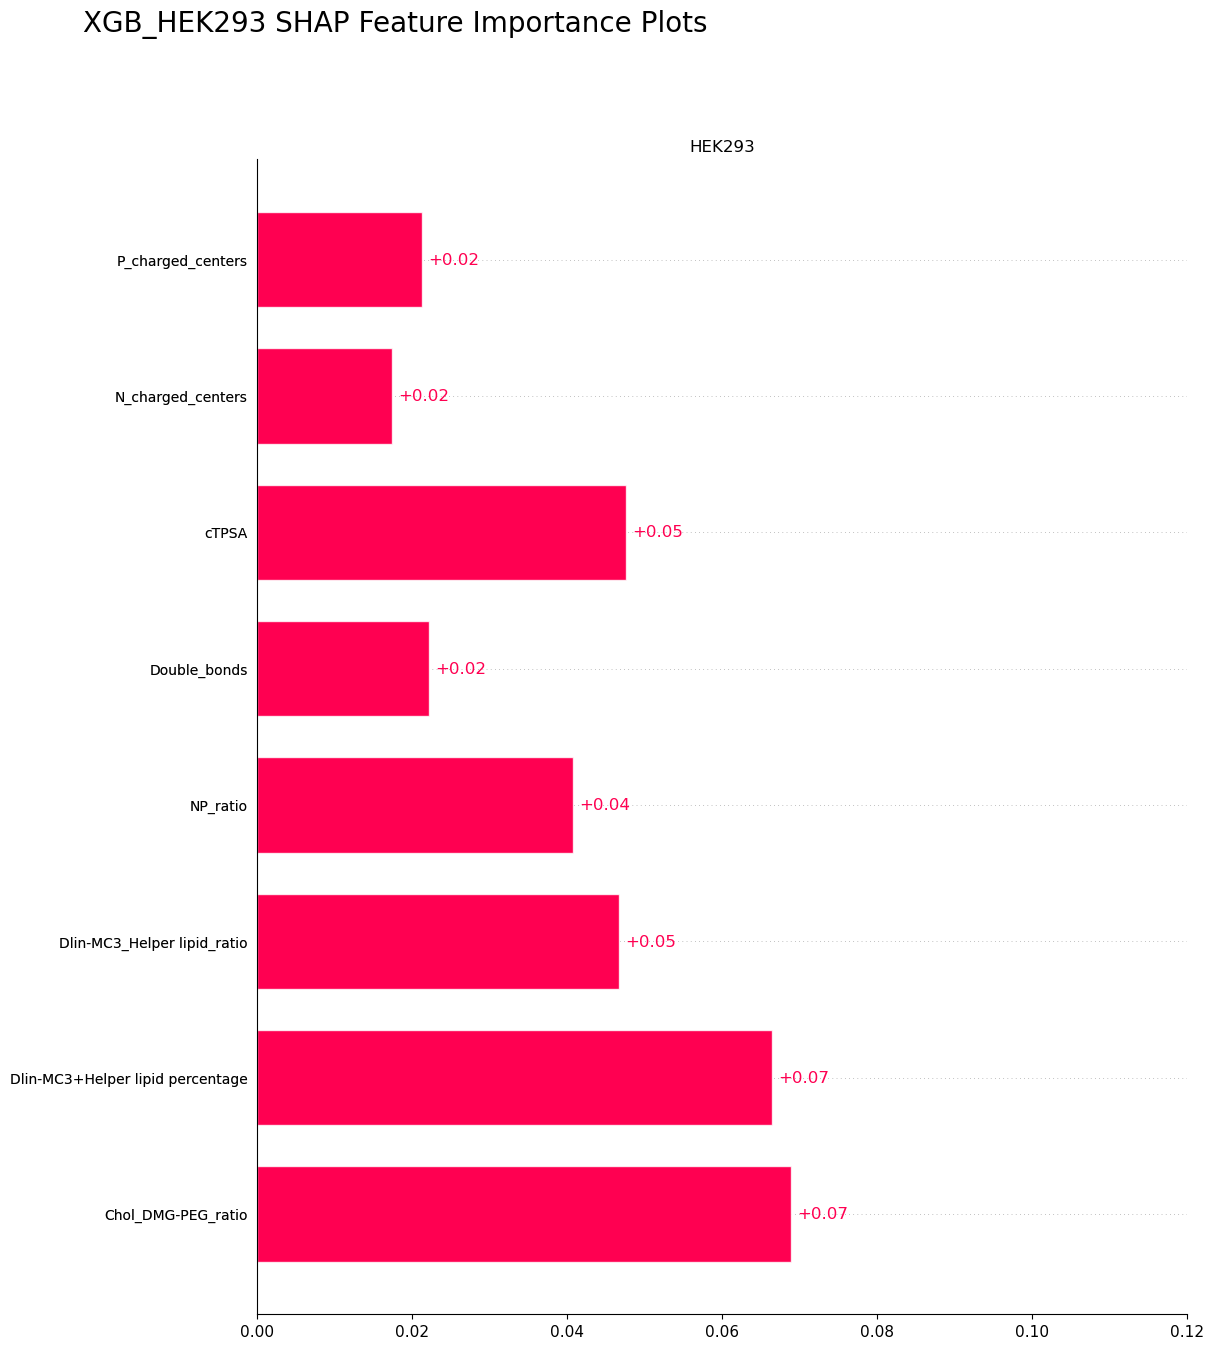 XGB_HEK293 SHAP Feature Importance Plots
HEK293
P_charged_centers
+0.02
N_charged_centers
+0.02
cTPSA
+0.05
Double_bonds
+0.02
NP_ratio
+0.04
Dlin-MC3_Helper lipid_ratio
+0.05
Dlin-MC3+Helper lipid percentage
+0.07
Chol_DMG-PEG_ratio
+0.07
0.00 0.02 0.04 0.06 0.08 0.10 0.12